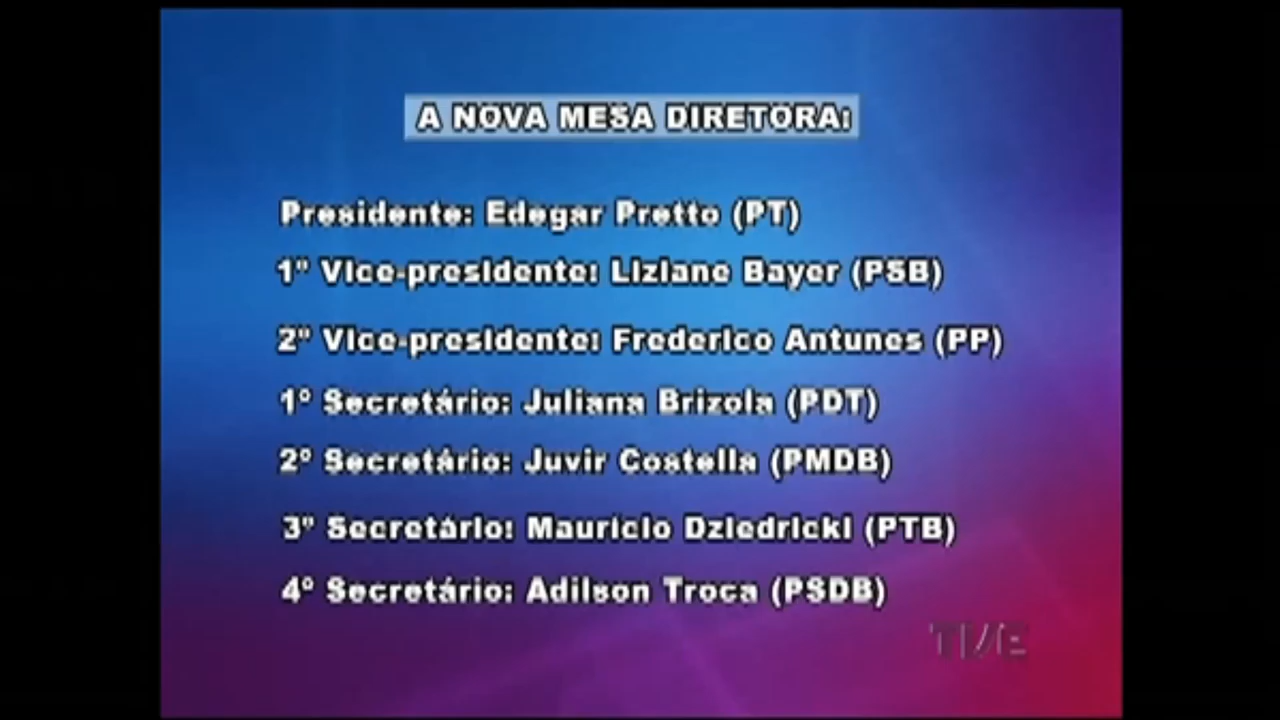 A NOVA MESA DIRETORA:
Presidente: Edegar Pretto (PT)
1º Vice-presidente: Liziane Bayer (PSB)
2º Vice-presidente: Frederico Antunes (PP)
1º Secretário: Juliana Brizola (PDT)
2º Secretário: Juvir Costella (PMDB)
3º Secretário: Maurício Dziedricki (PTB)
4º Secretário: Adilson Troca (PSDB)
TVE